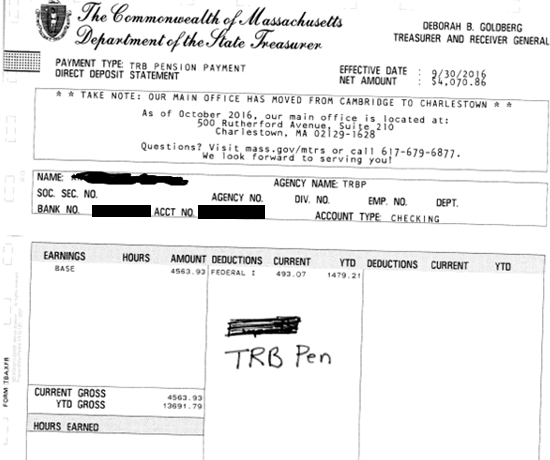 The Commonwealth of Massachusetts
Department of the State Treasurer
DEBORAH B. GOLDBERG
TREASURER AND RECEIVER GENERAL
PAYMENT TYPE: TRB PENSION PAYMENT
DIRECT DEPOSIT STATEMENT
EFFECTIVE DATE : 9/30/2016
NET AMOUNT : $4,070.86
* * TAKE NOTE: OUR MAIN OFFICE HAS MOVED FROM CAMBRIDGE TO CHARLESTOWN * *
As of October 2016, our main office is located at:
500 Rutherford Avenue, Suite 210
Charlestown, MA 02129-1628
Questions? Visit mass.gov/mtrs or call 617-679-6877.
We look forward to serving you!
NAME: AGENCY NAME: TRBP
SOC. SEC. NO. AGENCY NO. DIV. NO. EMP. NO. DEPT.
BANK NO. ACCT NO. ACCOUNT TYPE: CHECKING
EARNINGS HOURS AMOUNT DEDUCTIONS CURRENT YTD DEDUCTIONS CURRENT YTD
BASE 4563.93 FEDERAL : 493.07 1479.21
TRB Pen
CURRENT GROSS 4563.93
YTD GROSS 13691.79
HOURS EARNED
FORM TBAXFR